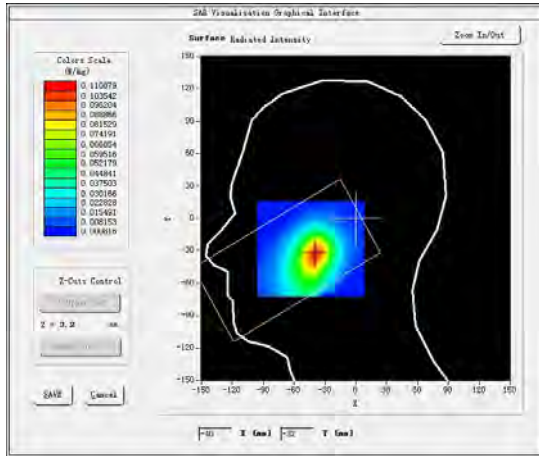 SAR Visualisation Graphical Interface
Surface Radiated Intensity
Zoom In/Out
Colors Scale
(W/kg)
0.110879
0.103542
0.096204
0.088866
0.081529
0.074191
0.066854
0.059516
0.052179
0.044841
0.037503
0.030166
0.022828
0.015491
0.008153
0.000816
150
120
90
60
30
0
-30
-60
-90
-120
-150
Y
-150 -120 -90 -60 -30 0 30 60 90 120 150
X
Z-Cuts Control
Z = 3.2 mm
SAVE Cancel
-40 X (mm) -32 Y (mm)